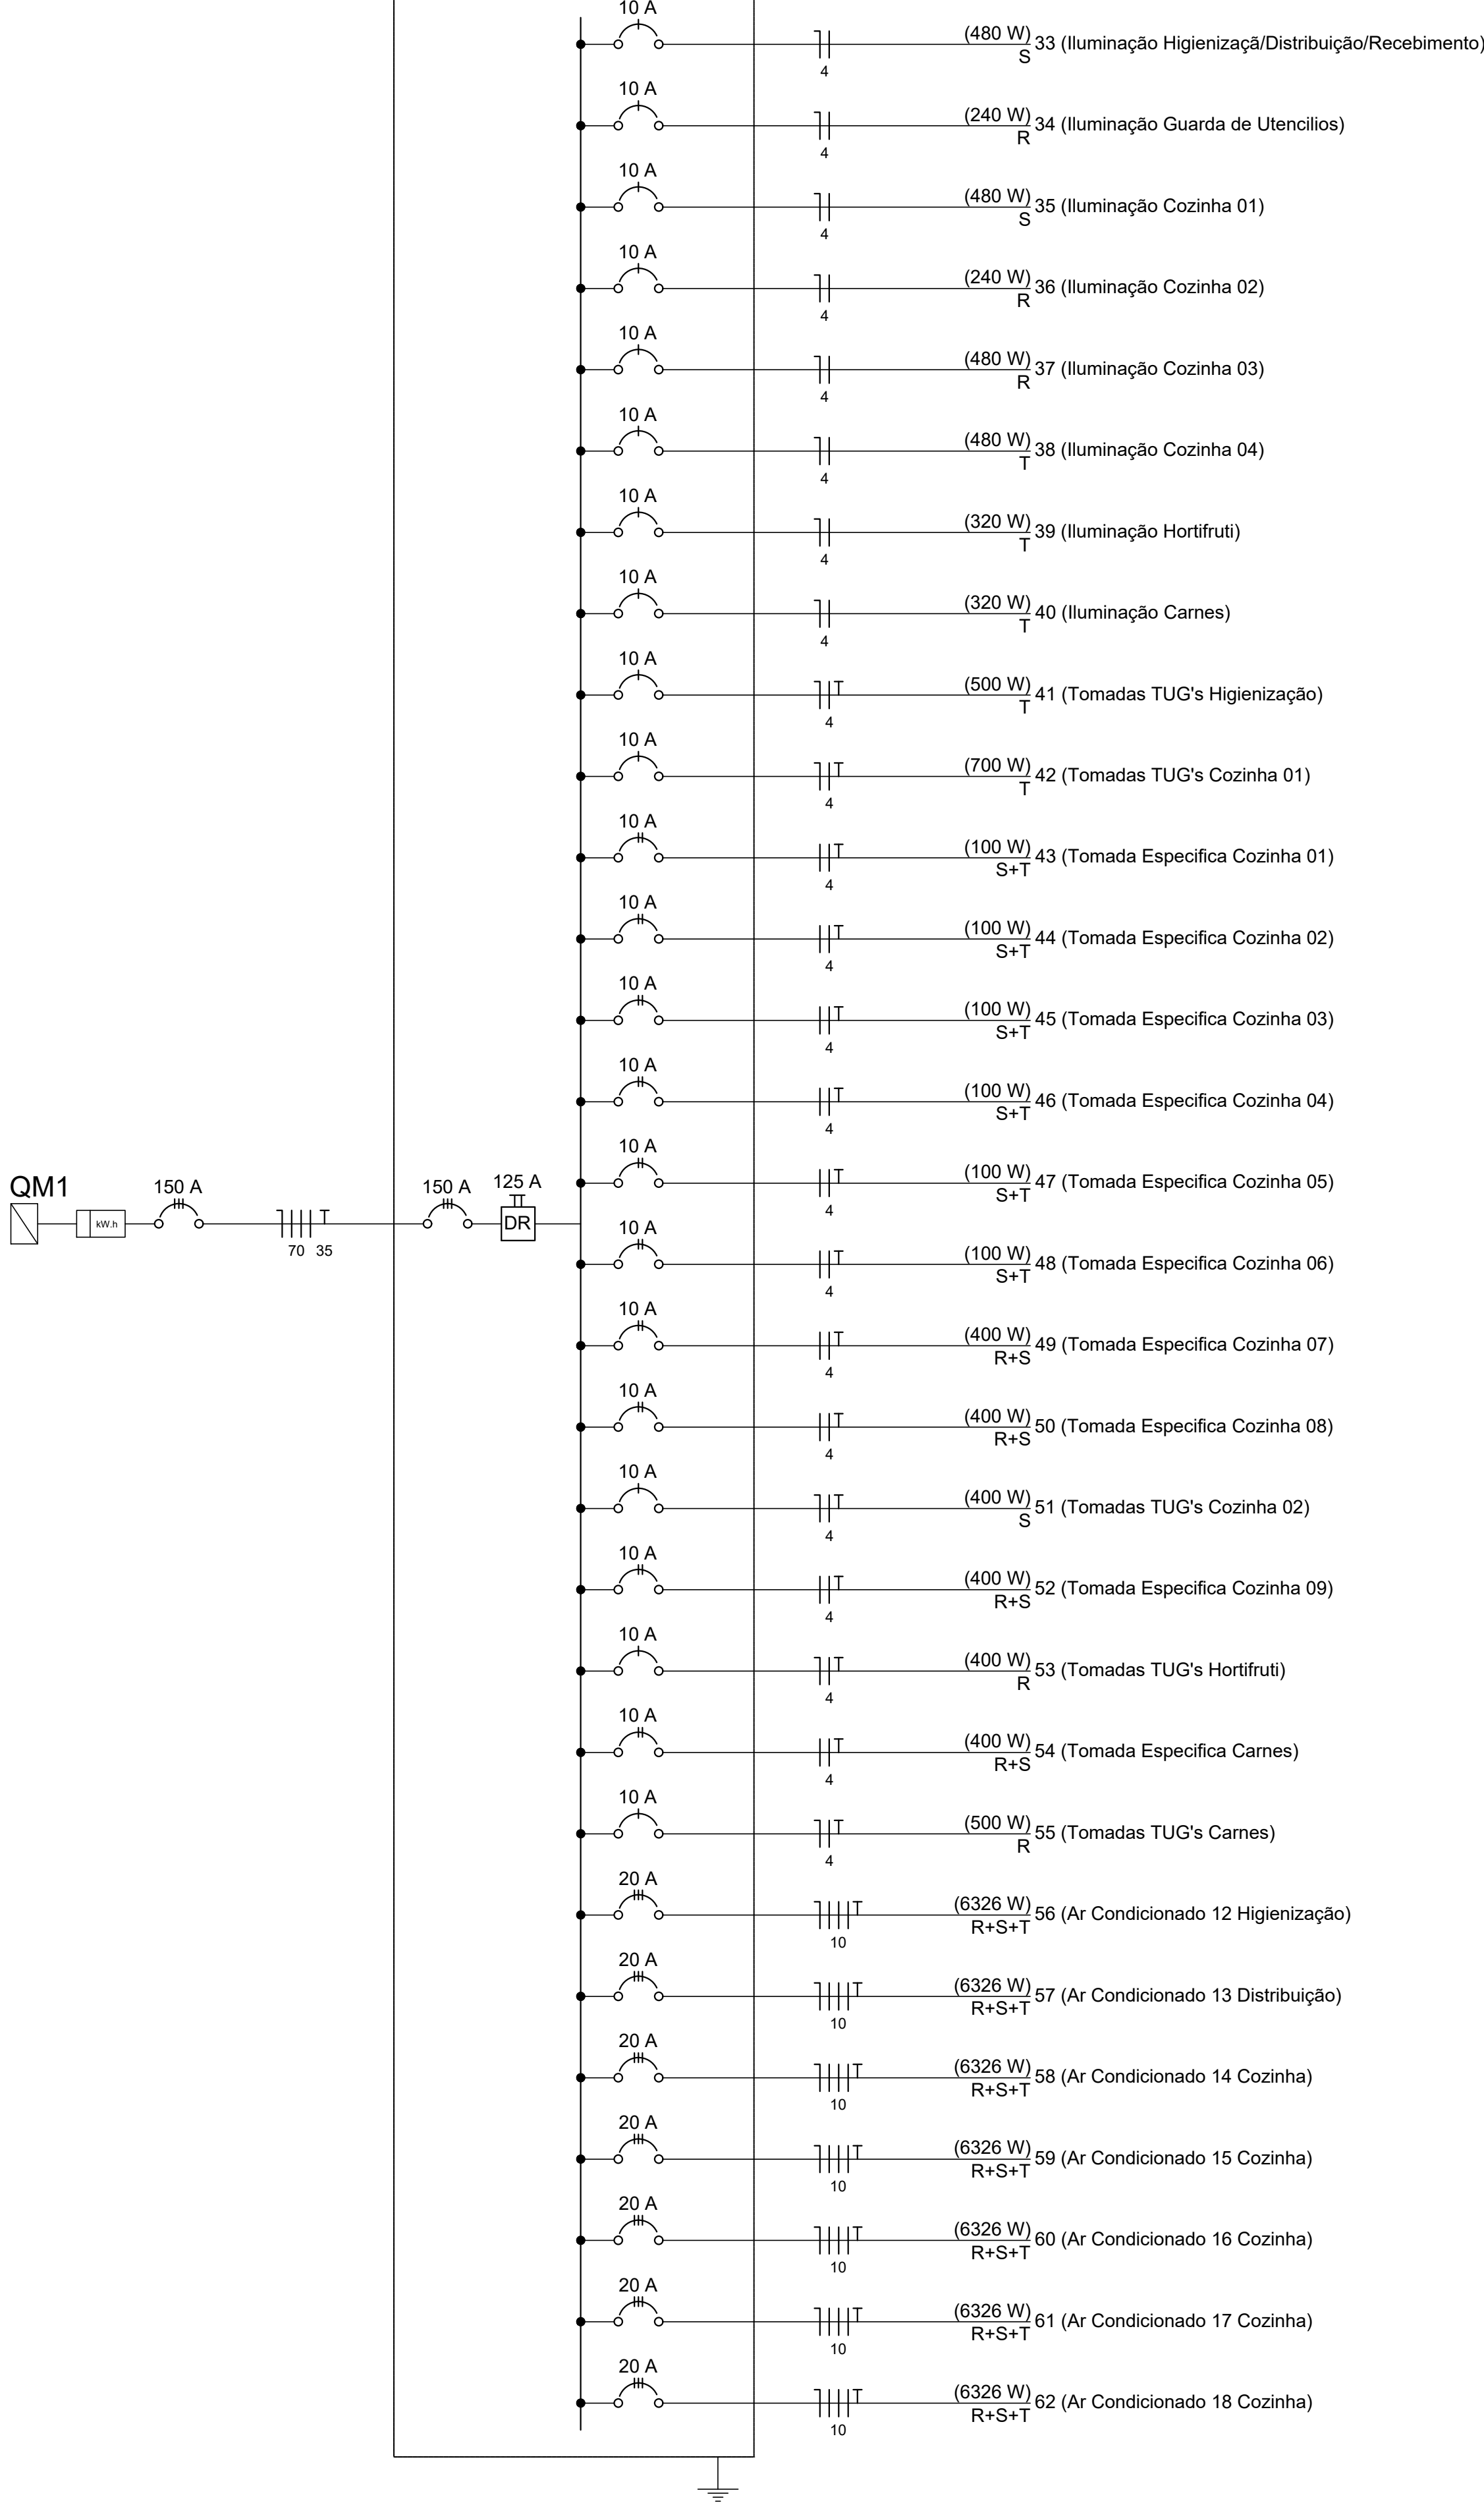 10 A
(480 W)
33 (Iluminação Higienizaçã/Distribuição/Recebimento)
S
4
10 A
(240 W)
34 (Iluminação Guarda de Utencilios)
R
4
10 A
(480 W)
35 (Iluminação Cozinha 01)
S
4
10 A
(240 W)
36 (Iluminação Cozinha 02)
R
4
10 A
(480 W)
37 (Iluminação Cozinha 03)
R
4
10 A
(480 W)
38 (Iluminação Cozinha 04)
T
4
10 A
(320 W)
39 (Iluminação Hortifruti)
T
4
10 A
(320 W)
40 (Iluminação Carnes)
T
4
10 A
(500 W)
41 (Tomadas TUG's Higienização)
T
4
10 A
(700 W)
42 (Tomadas TUG's Cozinha 01)
T
4
10 A
(100 W)
43 (Tomada Especifica Cozinha 01)
S+T
4
10 A
(100 W)
44 (Tomada Especifica Cozinha 02)
S+T
4
10 A
(100 W)
45 (Tomada Especifica Cozinha 03)
S+T
4
10 A
(100 W)
46 (Tomada Especifica Cozinha 04)
S+T
4
10 A
(100 W)
47 (Tomada Especifica Cozinha 05)
S+T
4
QM1
kW.h
150 A
70 35
150 A
125 A
DR
10 A
(100 W)
48 (Tomada Especifica Cozinha 06)
S+T
4
10 A
(400 W)
49 (Tomada Especifica Cozinha 07)
R+S
4
10 A
(400 W)
50 (Tomada Especifica Cozinha 08)
R+S
4
10 A
(400 W)
51 (Tomadas TUG's Cozinha 02)
S
4
10 A
(400 W)
52 (Tomada Especifica Cozinha 09)
R+S
4
10 A
(400 W)
53 (Tomadas TUG's Hortifruti)
R
4
10 A
(400 W)
54 (Tomada Especifica Carnes)
R+S
4
10 A
(500 W)
55 (Tomadas TUG's Carnes)
R
4
20 A
(6326 W)
56 (Ar Condicionado 12 Higienização)
R+S+T
10
20 A
(6326 W)
57 (Ar Condicionado 13 Distribuição)
R+S+T
10
20 A
(6326 W)
58 (Ar Condicionado 14 Cozinha)
R+S+T
10
20 A
(6326 W)
59 (Ar Condicionado 15 Cozinha)
R+S+T
10
20 A
(6326 W)
60 (Ar Condicionado 16 Cozinha)
R+S+T
10
20 A
(6326 W)
61 (Ar Condicionado 17 Cozinha)
R+S+T
10
20 A
(6326 W)
62 (Ar Condicionado 18 Cozinha)
R+S+T
10